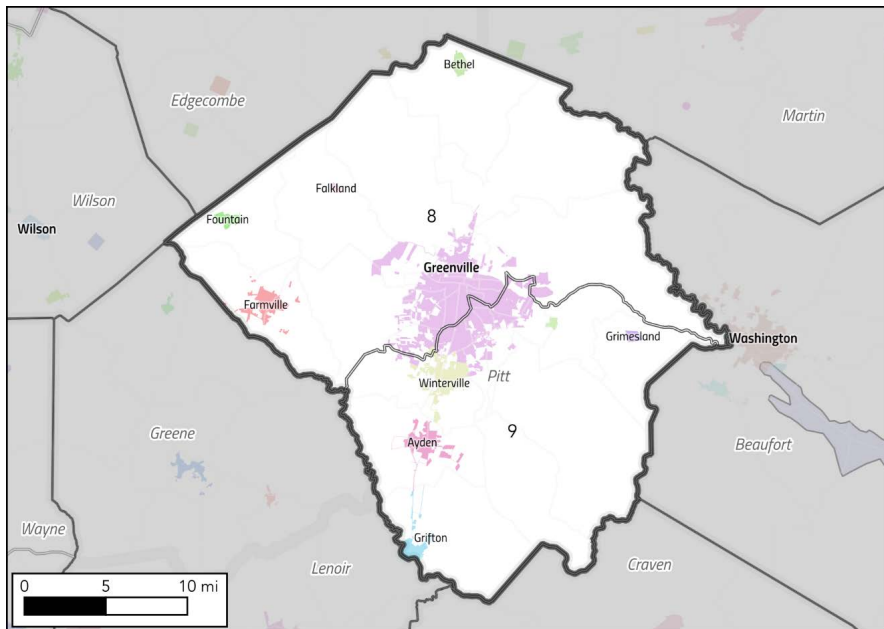 Bethel
Edgecombe
Martin
Falkland
Wilson
Fountain
8
Wilson
Greenville
Farmville
Grimesland
Washington
Pitt
Winterville
9
Ayden
Greene
Beaufort
Wayne
Grifton
Lenoir
Craven
0 5 10 mi